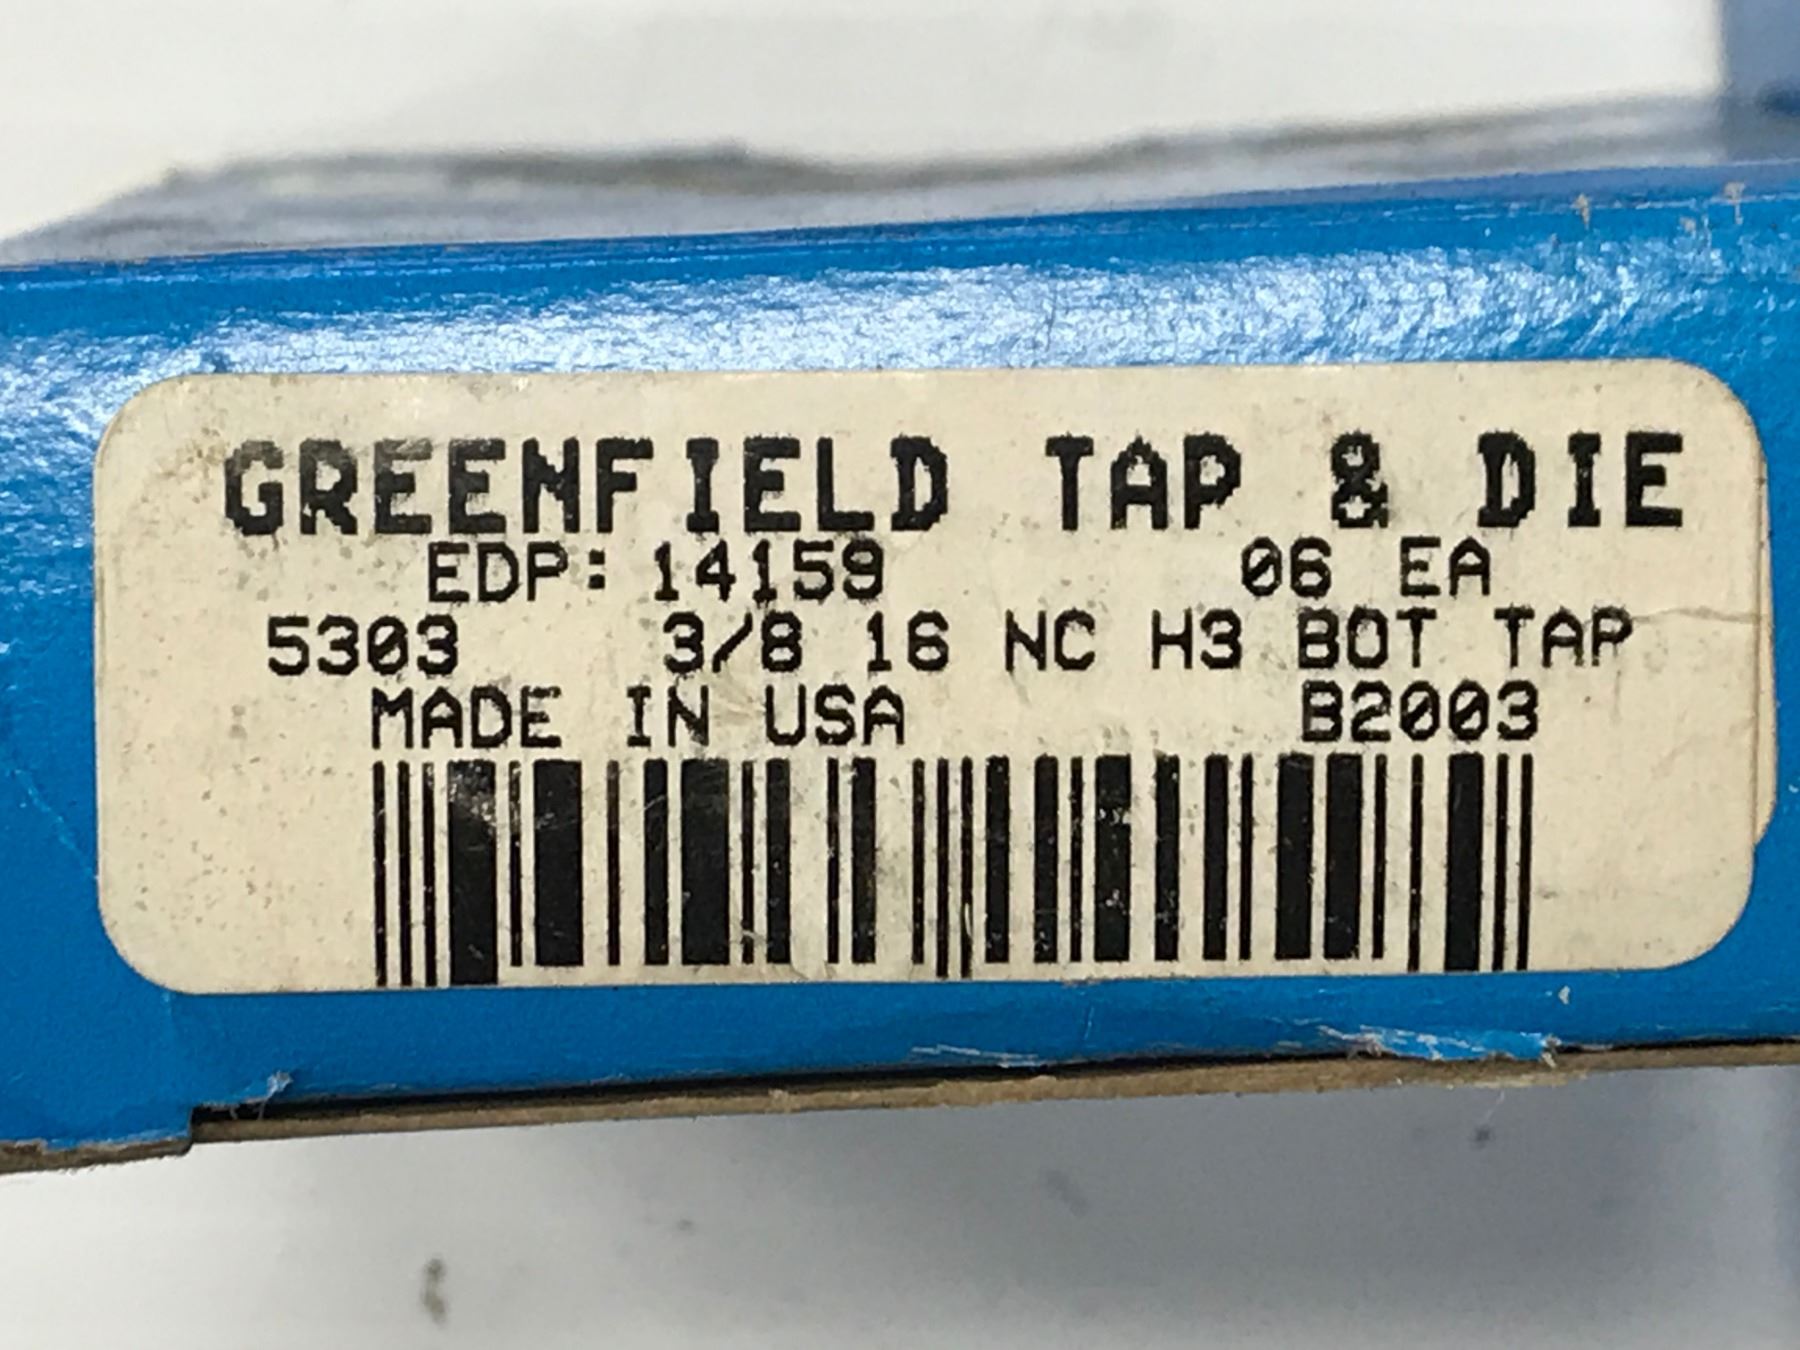 GREENFIELD TAP & DIE
EDP: 14159 06 EA
5303 3/8 16 NC H3 BOT TAP
MADE IN USA B2003